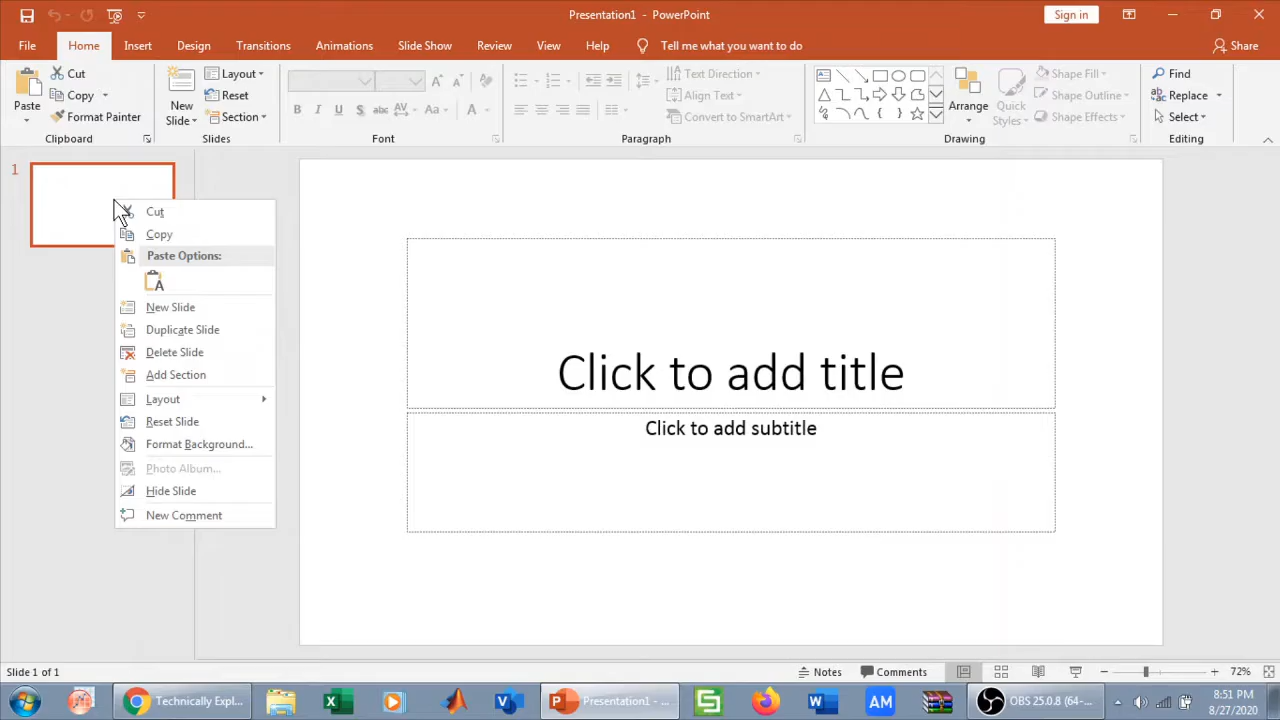 Presentation1 - PowerPoint
Sign in
File Home Insert Design Transitions Animations Slide Show Review View Help Tell me what you want to do Share
Paste
Cut
Copy
Format Painter
Clipboard
New Slide
Layout
Reset
Section
Slides
B I U S abc AV Aa A
Font
Text Direction
Align Text
Convert to SmartArt
Paragraph
Arrange
Quick Styles
Shape Fill
Shape Outline
Shape Effects
Drawing
Find
Replace
Select
Editing
1
Cut
Copy
Paste Options:
A
New Slide
Duplicate Slide
Delete Slide
Add Section
Layout
Reset Slide
Format Background...
Photo Album...
Hide Slide
New Comment
Click to add title
Click to add subtitle
Slide 1 of 1
Notes
Comments
72%
Technically Expl...
Presentation1 - ...
AM
OBS 25.0.8 (64-...
8:51 PM
8/27/2020